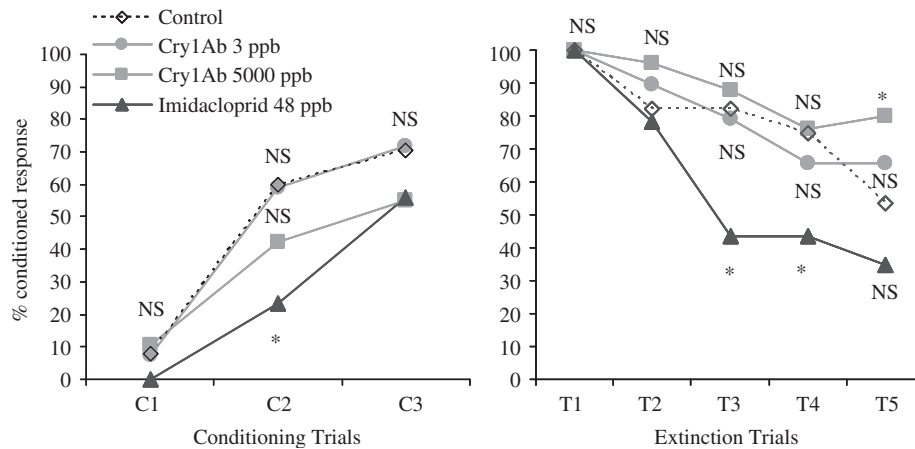 Control
Cry1Ab 3 ppb
Cry1Ab 5000 ppb
Imidacloprid 48 ppb
% conditioned response
100
90
80
70
60
50
40
30
20
10
0
NS
NS
NS
*
NS
C1
C2
C3
Conditioning Trials
100
90
80
70
60
50
40
30
20
10
0
NS
NS
NS
NS
*
NS
NS
NS
*
*
NS
T1
T2
T3
T4
T5
Extinction Trials